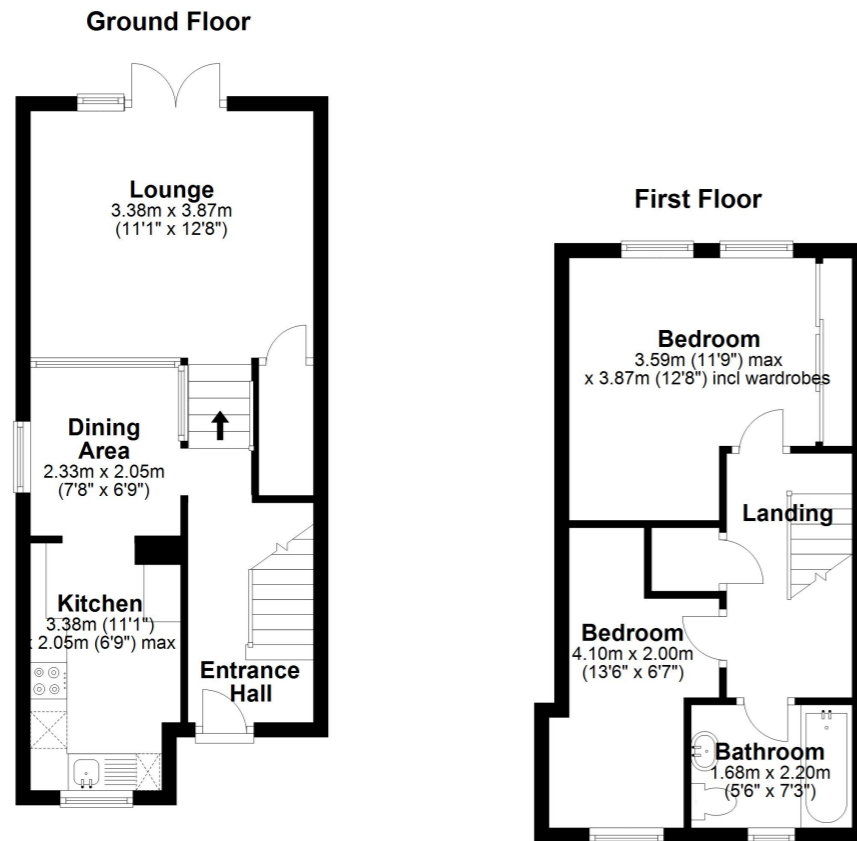 Ground Floor
Lounge
3.38m x 3.87m
(11'1" x 12'8")
Dining
Area
2.33m x 2.05m
(7'8" x 6'9")
Kitchen
3.38m (11'1")
x 2.05m (6'9") max
Entrance
Hall
First Floor
Bedroom
3.59m (11'9") max
x 3.87m (12'8") incl wardrobes
Landing
Bedroom
4.10m x 2.00m
(13'6" x 6'7")
Bathroom
1.68m x 2.20m
(5'6" x 7'3")